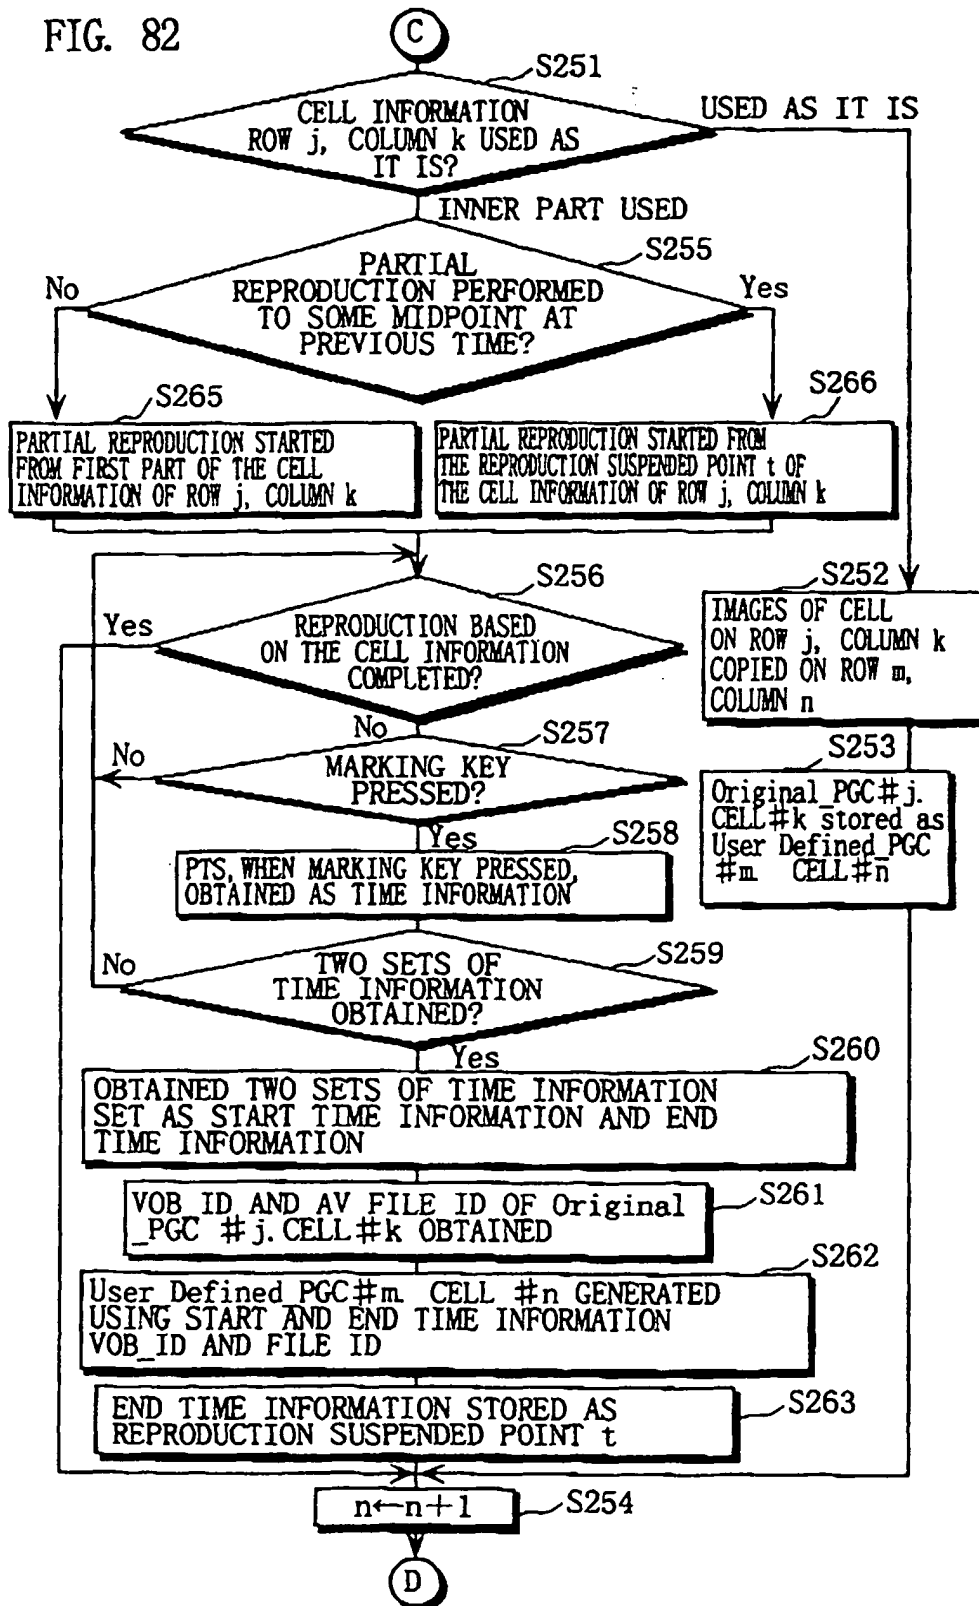 FIG. 82
C
S251
CELL INFORMATION
ROW j, COLUMN k USED AS
IT IS?
USED AS IT IS
INNER PART USED
S255
PARTIAL
REPRODUCTION PERFORMED
TO SOME MIDPOINT AT
PREVIOUS TIME?
No
Yes
S265
PARTIAL REPRODUCTION STARTED
FROM FIRST PART OF THE CELL
INFORMATION OF ROW j, COLUMN k
S266
PARTIAL REPRODUCTION STARTED FROM
THE REPRODUCTION SUSPENDED POINT t OF
THE CELL INFORMATION OF ROW j, COLUMN k
S256
Yes
REPRODUCTION BASED
ON THE CELL INFORMATION
COMPLETED?
No
S252
IMAGES OF CELL
ON ROW j, COLUMN k
COPIED ON ROW m,
COLUMN n
S257
No
MARKING KEY
PRESSED?
Yes
S253
Original_PGC#j.
CELL#k stored as
User Defined_PGC
#m CELL#n
S258
PTS, WHEN MARKING KEY PRESSED,
OBTAINED AS TIME INFORMATION
S259
No
TWO SETS OF
TIME INFORMATION
OBTAINED?
Yes
S260
OBTAINED TWO SETS OF TIME INFORMATION
SET AS START TIME INFORMATION AND END
TIME INFORMATION
S261
VOB_ID AND AV FILE ID OF Original
_PGC #j. CELL#k OBTAINED
S262
User Defined_PGC#m CELL #n GENERATED
USING START AND END TIME INFORMATION
VOB_ID AND FILE ID
S263
END TIME INFORMATION STORED AS
REPRODUCTION SUSPENDED POINT t
S254
n←n+1
D